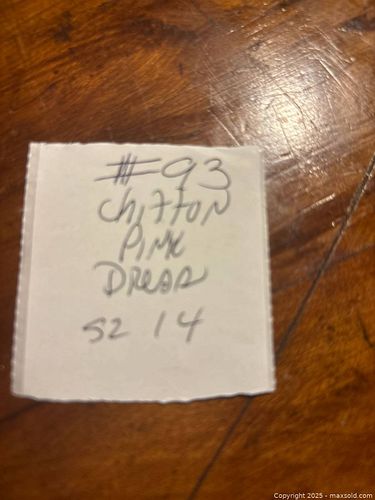 #93
Chiffon
Pink
Dress
SZ 14
Copyright 2025 - maxsold.com